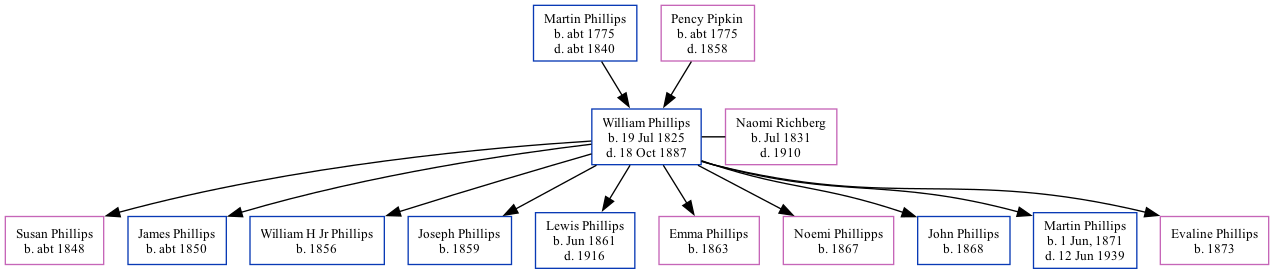 Martin Phillips
b. abt 1775
d. abt 1840
Pency Pipkin
b. abt 1775
d. 1858
William Phillips
b. 19 Jul 1825
d. 18 Oct 1887
Naomi Richberg
b. Jul 1831
d. 1910
Susan Phillips
b. abt 1848
James Phillips
b. abt 1850
William H Jr Phillips
b. 1856
Joseph Phillips
b. 1859
Lewis Phillips
b. Jun 1861
d. 1916
Emma Phillips
b. 1863
Noemi Phillipps
b. 1867
John Phillips
b. 1868
Martin Phillips
b. 1 Jun, 1871
d. 12 Jun 1939
Evaline Phillips
b. 1873